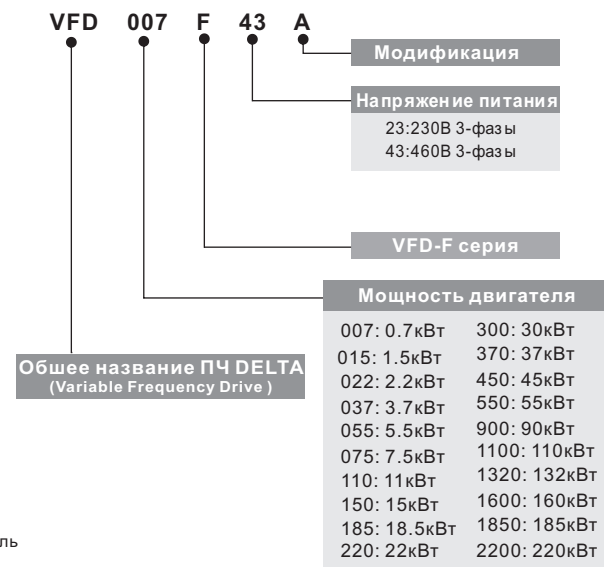 VFD 007 F 43 A
Модификация
Напряжение питания
23:230В 3-фазы
43:460В 3-фазы
VFD-F серия
Мощность двигателя
007: 0.7кВт 300: 30кВт
015: 1.5кВт 370: 37кВт
022: 2.2кВт 450: 45кВт
037: 3.7кВт 550: 55кВт
055: 5.5кВт 900: 90кВт
075: 7.5кВт 1100: 110кВт
110: 11кВт 1320: 132кВт
150: 15кВт 1600: 160кВт
185: 18.5кВт 1850: 185кВт
220: 22кВт 2200: 220кВт
Обшее название ПЧ DELTA
(Variable Frequency Drive )
ль